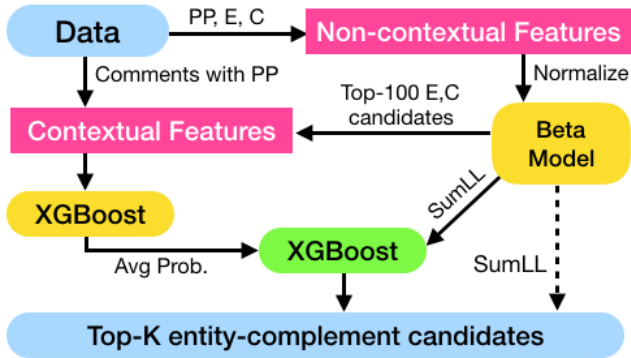 Data
PP, E, C
Non-contextual Features
Comments with PP
Normalize
Top-100 E,C
candidates
Contextual Features
Beta
Model
XGBoost
SumLL
XGBoost
Avg Prob.
SumLL
Top-K entity-complement candidates